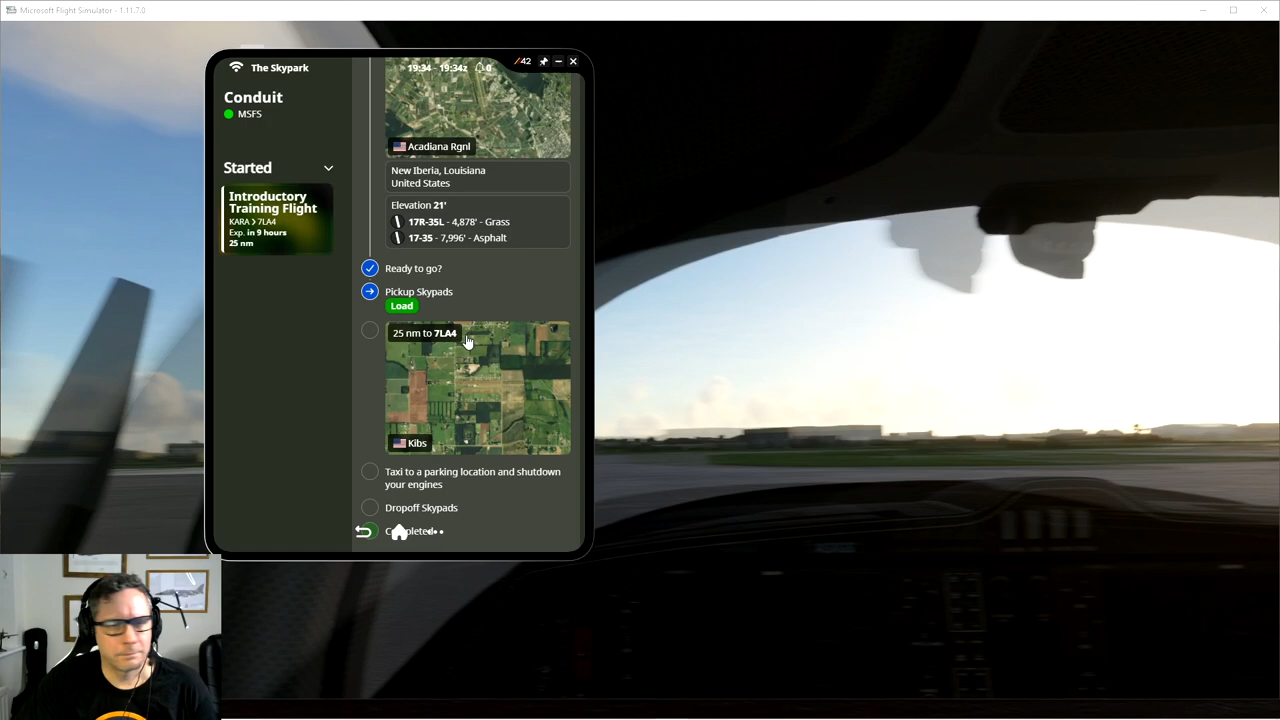 Microsoft Flight Simulator - 1.11.7.0
The Skypark
19:34 - 19:34z
0
42
Conduit
MSFS
Started
Introductory
Training Flight
KARA > 7LA4
Exp. in 9 hours
25 nm
Acadiana Rgnl
New Iberia, Louisiana
United States
Elevation 21'
17R-35L - 4,878' - Grass
17-35 - 7,996' - Asphalt
Ready to go?
Pickup Skypads
Load
25 nm to 7LA4
Kibs
Taxi to a parking location and shutdown
your engines
Dropoff Skypads